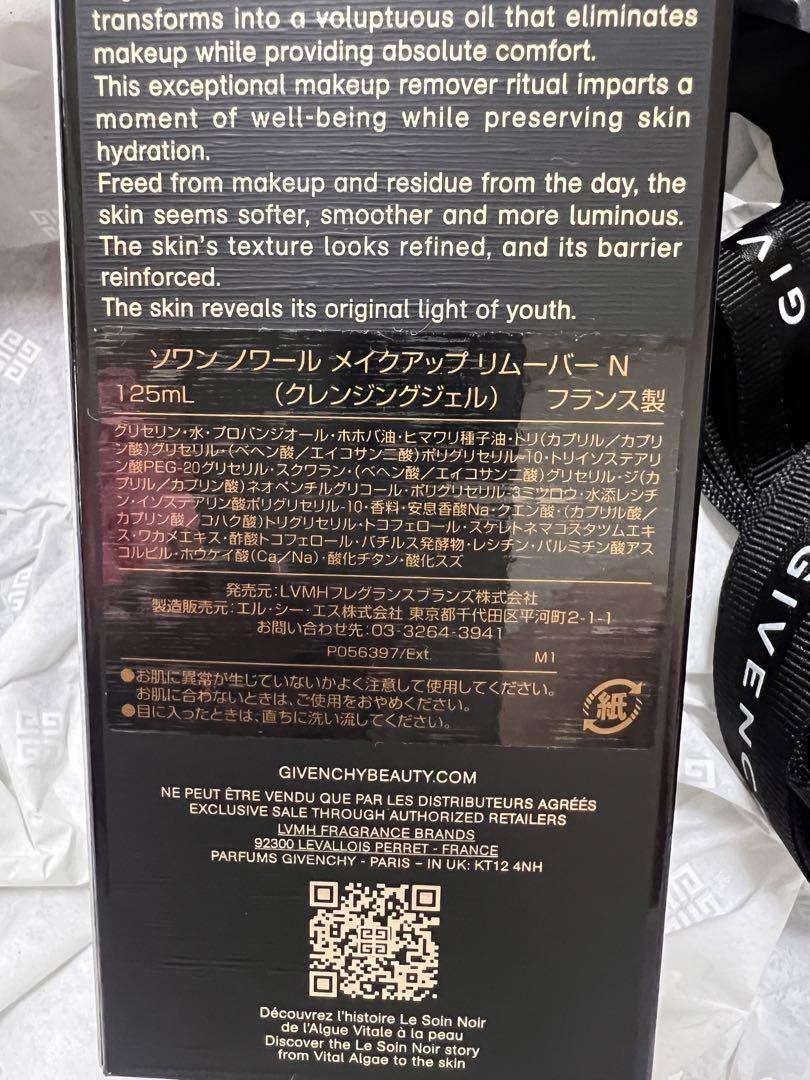 transforms into a voluptuous oil that eliminates
makeup while providing absolute comfort.
This exceptional makeup remover ritual imparts a
moment of well-being while preserving skin
hydration.
Freed from makeup and residue from the day, the
skin seems softer, smoother and more luminous.
The skin's texture looks refined, and its barrier
reinforced.
The skin reveals its original light of youth.
ソワン ノワール メイクアップ リムーバー N
125mL （クレンジングジェル） フランス製
グリセリン・水・プロパンジオール・ホホバ油・ヒマワリ種子油・トリ(カプリル／カプリ
ン酸)グリセリル・(ベヘン酸／エイコサン二酸)ポリグリセリル-10・トリイソステアリ
ン酸PEG-20グリセリル・スクワラン・(ベヘン酸／エイコサン二酸)グリセリル・ジ(カ
プリル／カプリン酸)ネオペンチルグリコール・ポリグリセリル-3ミツロウ・水添レシチ
ン・イソステアリン酸ポリグリセリル-10・香料・安息香酸Na・クエン酸・(カプリル酸／
カプリン酸／コハク酸)トリグリセリル・トコフェロール・スケレトネマコスタツムエキ
ス・ワカメエキス・酢酸トコフェロール・バチルス発酵物・レシチン・パルミチン酸アス
コルビル・ホウケイ酸(Ca／Na)・酸化チタン・酸化スズ
発売元：LVMHフレグランスブランズ株式会社
製造販売元：エル・シー・エス株式会社 東京都千代田区平河町2-1-1
お問い合わせ先：03-3264-3941
P056397/Ext. M1
●お肌に異常が生じていないかよく注意して使用してください。
お肌に合わないときは、ご使用をおやめください。
●目に入ったときは、直ちに洗い流してください。
紙
GIVENCHYBEAUTY.COM
NE PEUT ÊTRE VENDU QUE PAR LES DISTRIBUTEURS AGRÉÉS
EXCLUSIVE SALE THROUGH AUTHORIZED RETAILERS
LVMH FRAGRANCE BRANDS
92300 LEVALLOIS PERRET - FRANCE
PARFUMS GIVENCHY - PARIS – IN UK: KT12 4NH
Découvrez l'histoire Le Soin Noir
de l'Algue Vitale à la peau
Discover the Le Soin Noir story
from Vital Algae to the skin
GIV
GIVENC